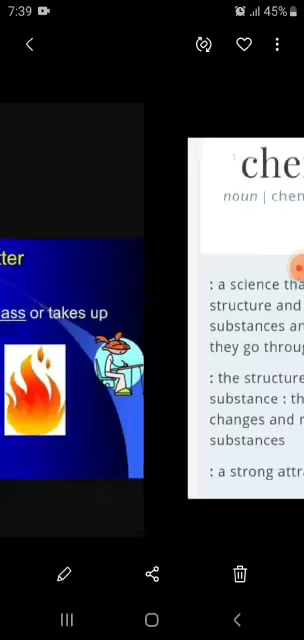 7:39
45%
tter
ass or takes up
'che
noun | chem
: a science tha
structure and
substances an
they go throug
: the structure
substance : th
changes and r
substances
: a strong attra